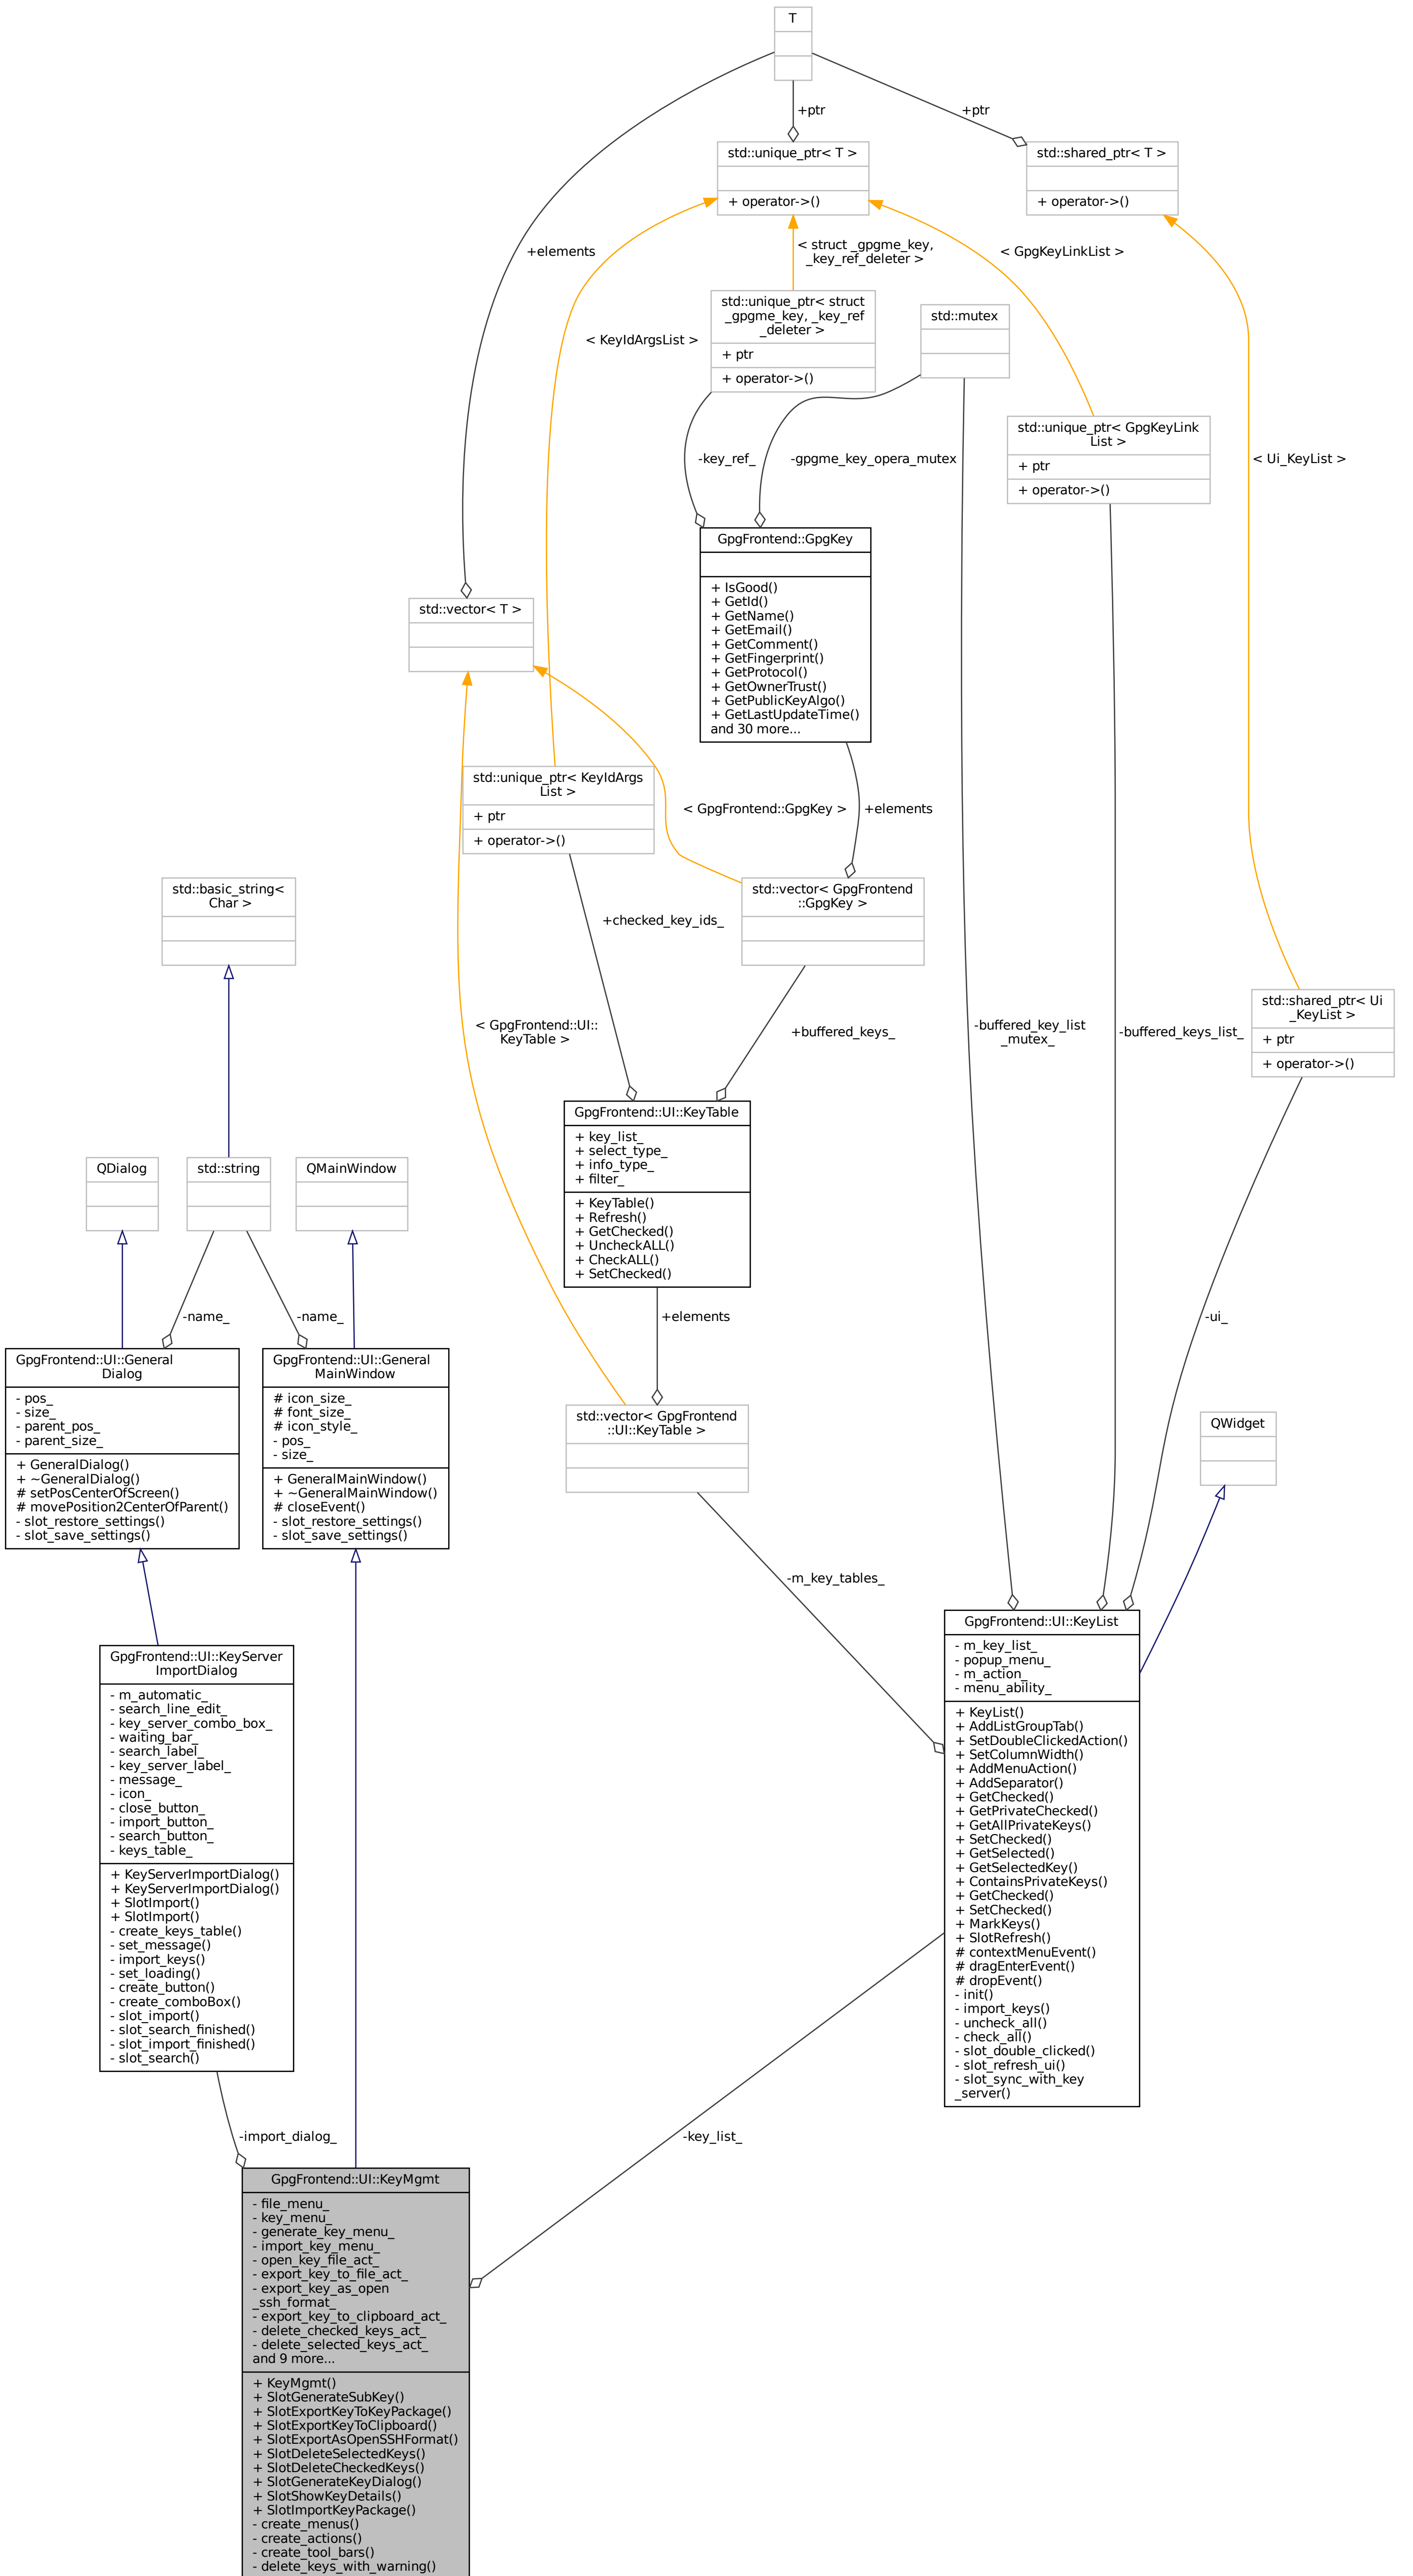 T
+ptr
+ptr
std::unique_ptr< T >
+ operator->()
std::shared_ptr< T >
+ operator->()
+elements
< struct _gpgme_key,
_key_ref_deleter >
< GpgKeyLinkList >
std::unique_ptr< struct
_gpgme_key, _key_ref
_deleter >
+ ptr
+ operator->()
std::mutex
< KeyIdArgsList >
std::unique_ptr< GpgKeyLink
List >
+ ptr
+ operator->()
-key_ref_
-gpgme_key_opera_mutex
< Ui_KeyList >
GpgFrontend::GpgKey
+ IsGood()
+ GetId()
+ GetName()
+ GetEmail()
+ GetComment()
+ GetFingerprint()
+ GetProtocol()
+ GetOwnerTrust()
+ GetPublicKeyAlgo()
+ GetLastUpdateTime()
and 30 more...
std::vector< T >
std::unique_ptr< KeyIdArgs
List >
+ ptr
+ operator->()
< GpgFrontend::GpgKey >
+elements
std::basic_string<
Char >
std::vector< GpgFrontend
::GpgKey >
+checked_key_ids_
std::shared_ptr< Ui
_KeyList >
+ ptr
+ operator->()
< GpgFrontend::UI::
KeyTable >
+buffered_keys_
-buffered_key_list
_mutex_
-buffered_keys_list_
GpgFrontend::UI::KeyTable
+ key_list_
+ select_type_
+ info_type_
+ filter_
+ KeyTable()
+ Refresh()
+ GetChecked()
+ UncheckALL()
+ CheckALL()
+ SetChecked()
QDialog
std::string
QMainWindow
-name_
-name_
+elements
-ui_
GpgFrontend::UI::General
Dialog
- pos_
- size_
- parent_pos_
- parent_size_
+ GeneralDialog()
+ ~GeneralDialog()
# setPosCenterOfScreen()
# movePosition2CenterOfParent()
- slot_restore_settings()
- slot_save_settings()
GpgFrontend::UI::General
MainWindow
# icon_size_
# font_size_
# icon_style_
- pos_
- size_
+ GeneralMainWindow()
+ ~GeneralMainWindow()
# closeEvent()
- slot_restore_settings()
- slot_save_settings()
std::vector< GpgFrontend
::UI::KeyTable >
QWidget
-m_key_tables_
GpgFrontend::UI::KeyList
- m_key_list_
- popup_menu_
- m_action_
- menu_ability_
+ KeyList()
+ AddListGroupTab()
+ SetDoubleClickedAction()
+ SetColumnWidth()
+ AddMenuAction()
+ AddSeparator()
+ GetChecked()
+ GetPrivateChecked()
+ GetAllPrivateKeys()
+ SetChecked()
+ GetSelected()
+ GetSelectedKey()
+ ContainsPrivateKeys()
+ GetChecked()
+ SetChecked()
+ MarkKeys()
+ SlotRefresh()
# contextMenuEvent()
# dragEnterEvent()
# dropEvent()
- init()
- import_keys()
- uncheck_all()
- check_all()
- slot_double_clicked()
- slot_refresh_ui()
- slot_sync_with_key
_server()
GpgFrontend::UI::KeyServer
ImportDialog
- m_automatic_
- search_line_edit_
- key_server_combo_box_
- waiting_bar_
- search_label_
- key_server_label_
- message_
- icon_
- close_button_
- import_button_
- search_button_
- keys_table_
+ KeyServerImportDialog()
+ KeyServerImportDialog()
+ SlotImport()
+ SlotImport()
- create_keys_table()
- set_message()
- import_keys()
- set_loading()
- create_button()
- create_comboBox()
- slot_import()
- slot_search_finished()
- slot_import_finished()
- slot_search()
-import_dialog_
-key_list_
GpgFrontend::UI::KeyMgmt
- file_menu_
- key_menu_
- generate_key_menu_
- import_key_menu_
- open_key_file_act_
- export_key_to_file_act_
- export_key_as_open
_ssh_format_
- export_key_to_clipboard_act_
- delete_checked_keys_act_
- delete_selected_keys_act_
and 9 more...
+ KeyMgmt()
+ SlotGenerateSubKey()
+ SlotExportKeyToKeyPackage()
+ SlotExportKeyToClipboard()
+ SlotExportAsOpenSSHFormat()
+ SlotDeleteSelectedKeys()
+ SlotDeleteCheckedKeys()
+ SlotGenerateKeyDialog()
+ SlotShowKeyDetails()
+ SlotImportKeyPackage()
- create_menus()
- create_actions()
- create_tool_bars()
- delete_keys_with_warning()